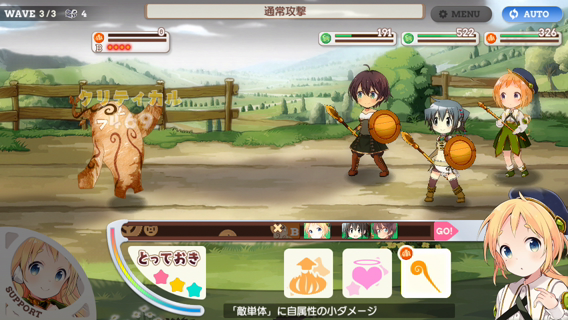 WAVE 3/3 4
通常攻撃
MENU
AUTO
0
B
191
522
326
クリティカル
B
GO!
とっておき
SUPPORT
「敵単体」に自属性の小ダメージ